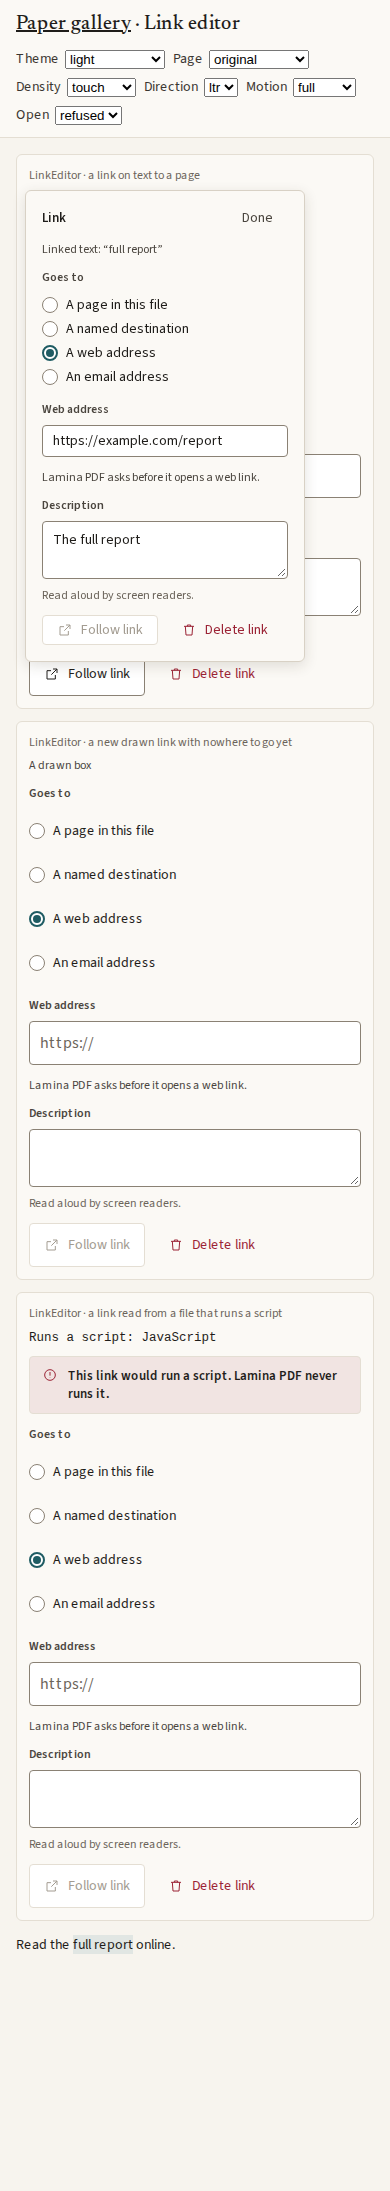 Paper gallery · Link editor
Theme light Page original
Density touch Direction ltr Motion full
Open refused
LinkEditor · a link on text to a page
Link Done
Linked text: “full report”
Goes to
A page in this file
A named destination
A web address
An email address
Web address
https://example.com/report
Lamina PDF asks before it opens a web link.
Description
The full report
Read aloud by screen readers.
Follow link Delete link
Follow link Delete link
LinkEditor · a new drawn link with nowhere to go yet
A drawn box
Goes to
A page in this file
A named destination
A web address
An email address
Web address
https://
Lamina PDF asks before it opens a web link.
Description
Read aloud by screen readers.
Follow link Delete link
LinkEditor · a link read from a file that runs a script
Runs a script: JavaScript
This link would run a script. Lamina PDF never
runs it.
Goes to
A page in this file
A named destination
A web address
An email address
Web address
https://
Lamina PDF asks before it opens a web link.
Description
Read aloud by screen readers.
Follow link Delete link
Read the full report online.